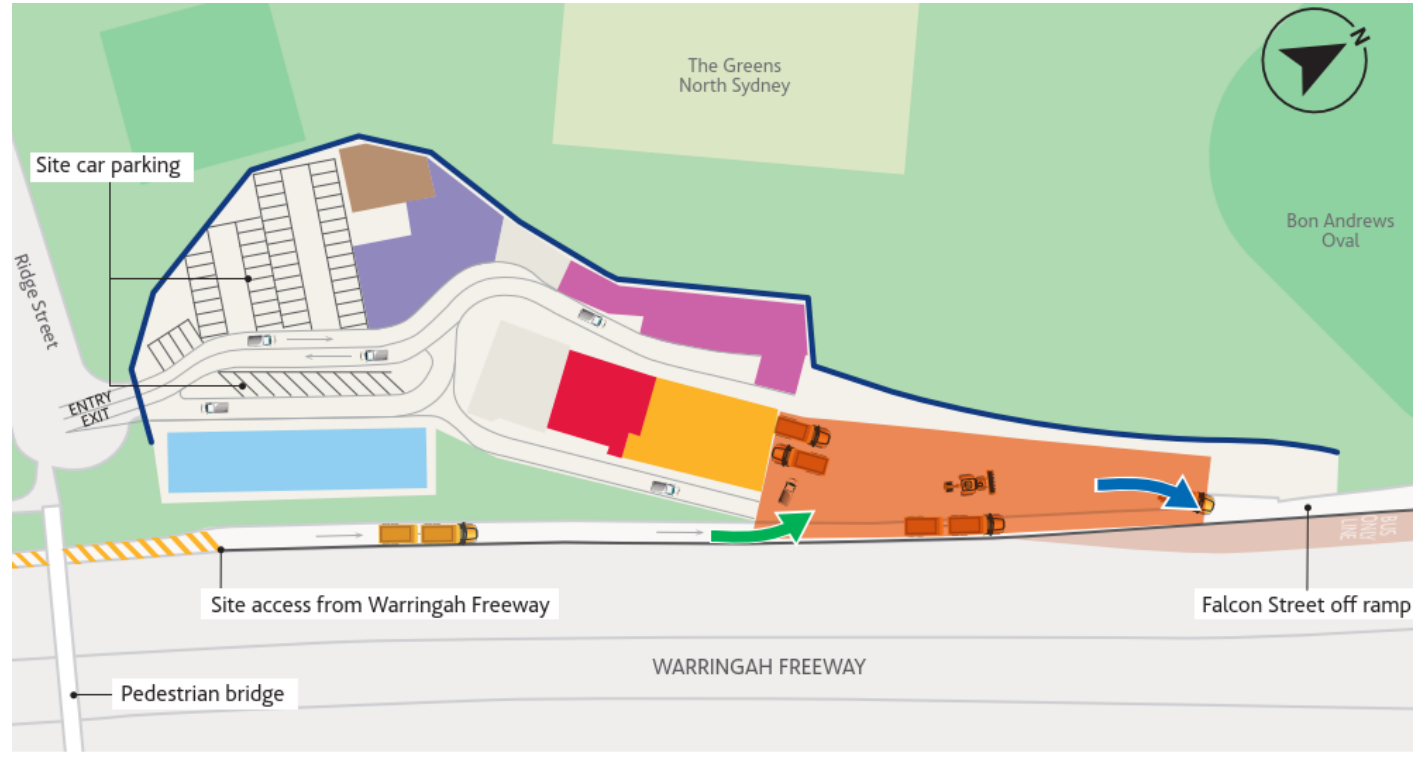 The Greens
North Sydney
N
Site car parking
Bon Andrews
Oval
Ridge Street
ENTRY
EXIT
BUS
ONLY
LINE
Site access from Warringah Freeway
Falcon Street off ramp
WARRINGAH FREEWAY
Pedestrian bridge